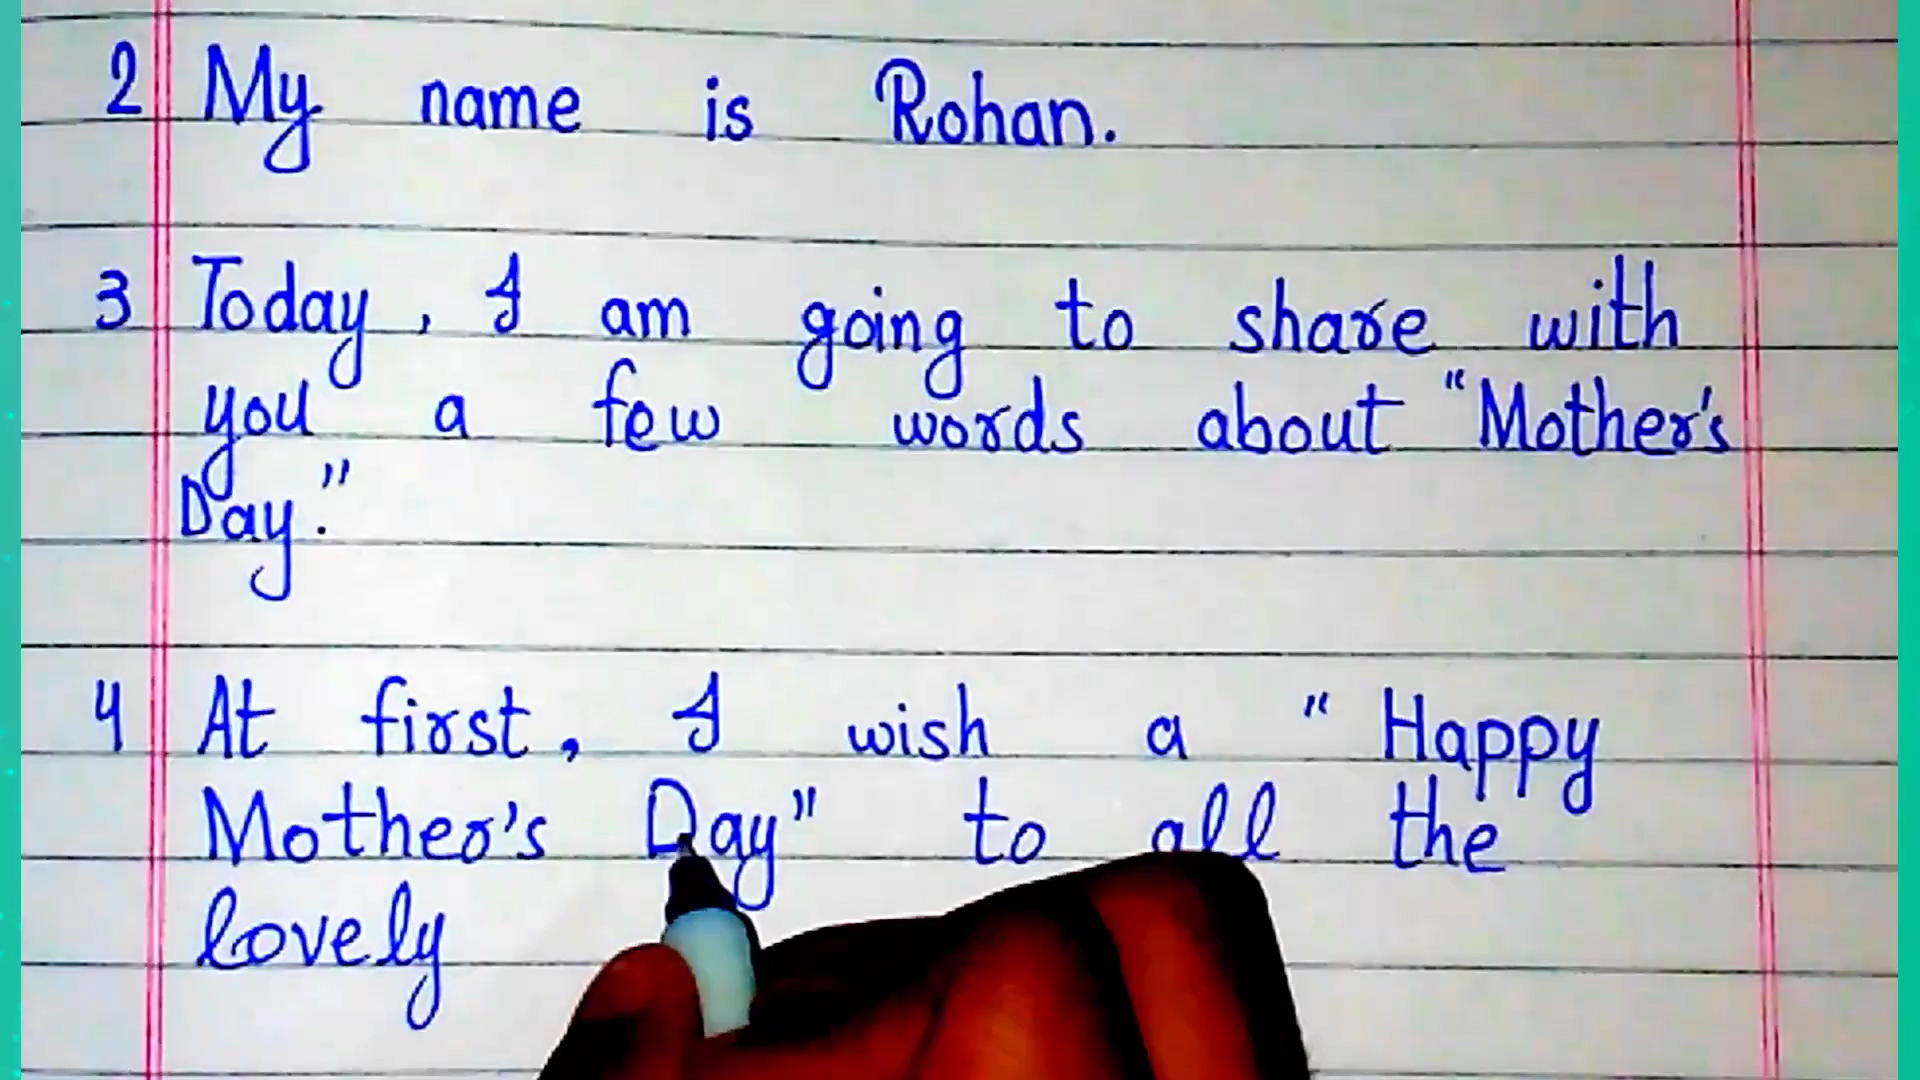 2 My name is Rohan.
3 Today, I am going to share with
you a few words about "Mother's
Day."
4 At first, I wish a "Happy
Mother's Day" to all the
lovely